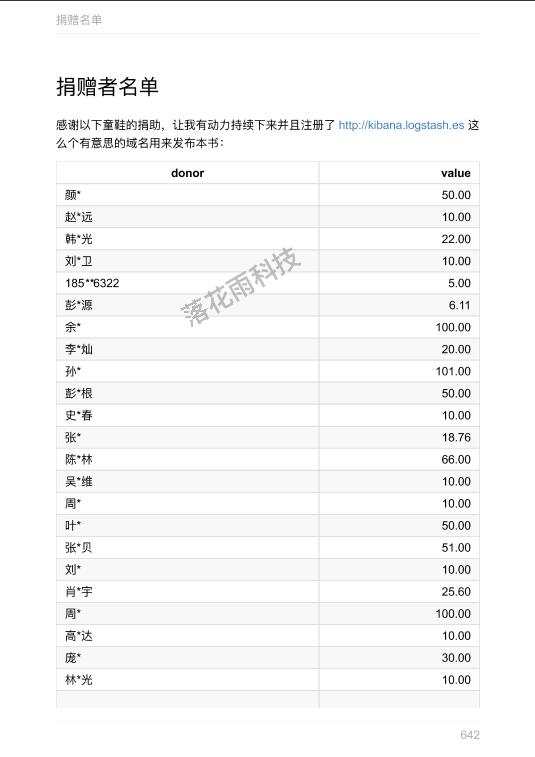 捐赠名单
捐赠者名单
感谢以下童鞋的捐助，让我有动力持续下来并且注册了 http://kibana.logstash.es 这
么个有意思的域名用来发布本书：
donor value
颜* 50.00
赵*远 10.00
韩*光 22.00
刘*卫 10.00
185**6322 5.00
彭*源 6.11
余* 100.00
李*灿 20.00
孙* 101.00
彭*根 50.00
史*春 10.00
张* 18.76
陈*林 66.00
吴*维 10.00
周* 10.00
叶* 50.00
张*贝 51.00
刘* 10.00
肖*宇 25.60
周* 100.00
高*达 10.00
庞* 30.00
林*光 10.00
落花雨科技
642